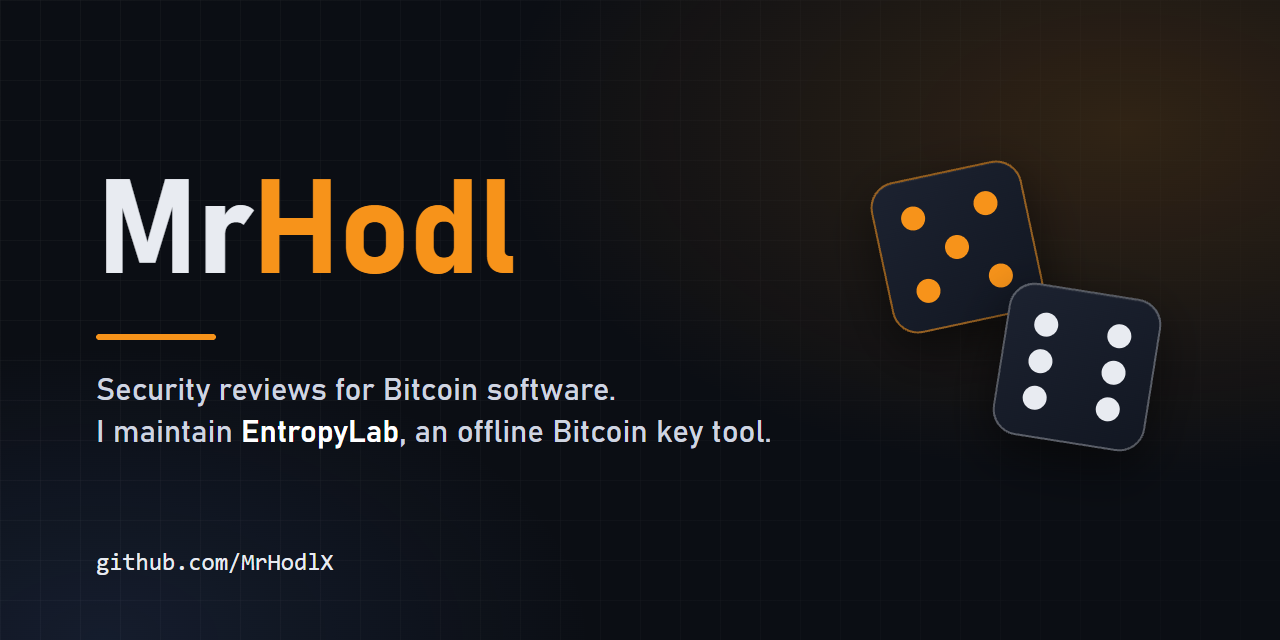 MrHodl
Security reviews for Bitcoin software.
I maintain EntropyLab, an offline Bitcoin key tool.
github.com/MrHodlX